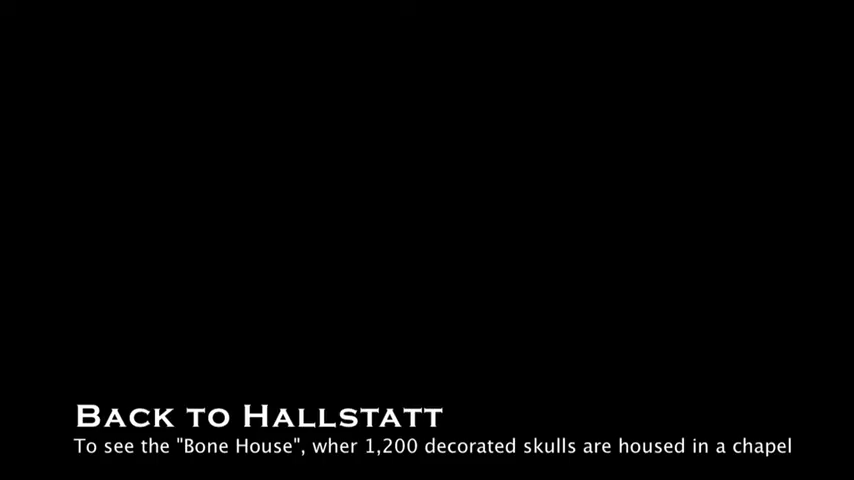 Back to Hallstatt
To see the "Bone House", wher 1,200 decorated skulls are housed in a chapel